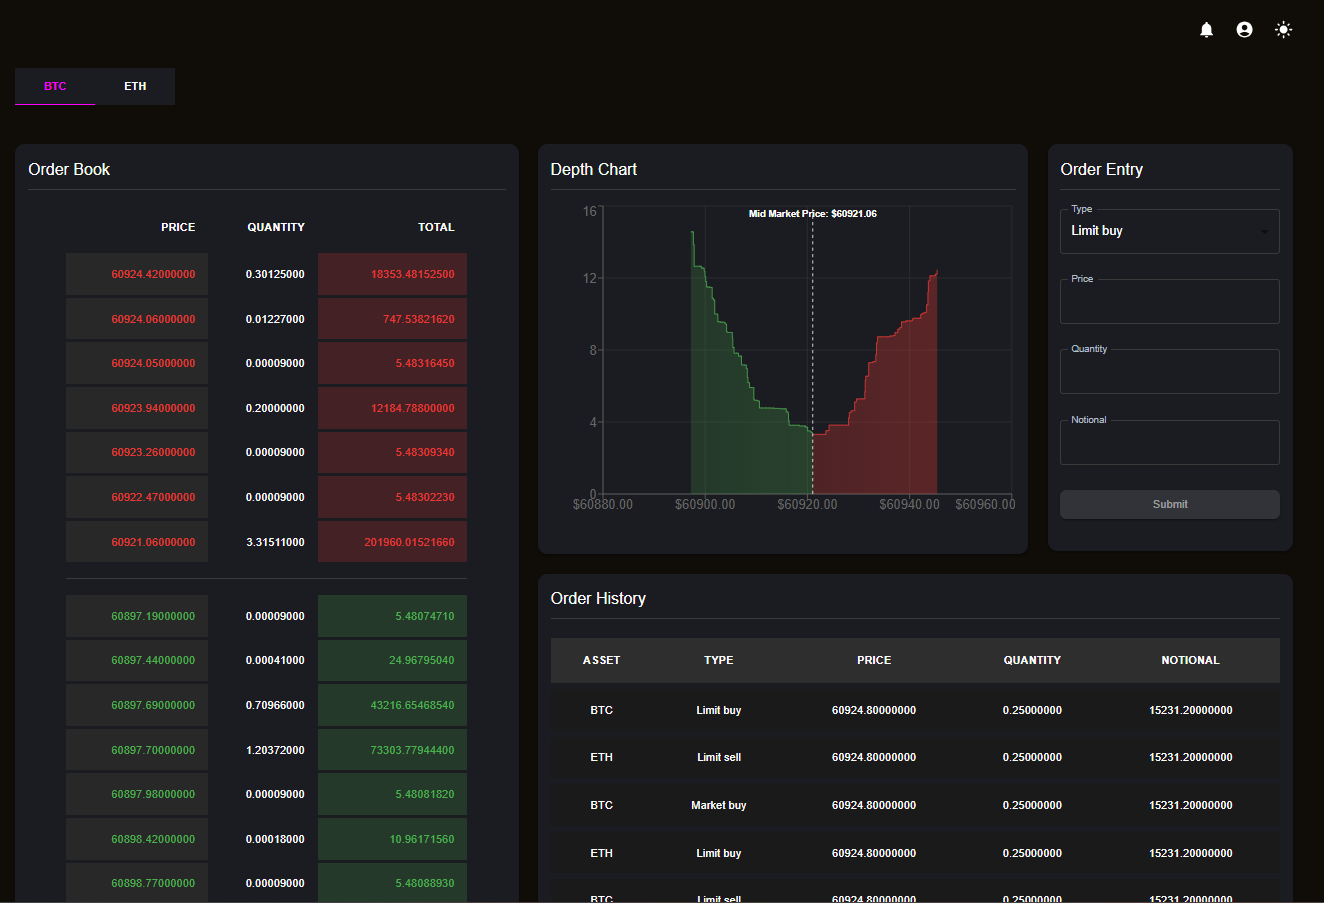 BTC ETH
Order Book
PRICE QUANTITY TOTAL
60924.42000000 0.30125000 18353.48152500
60924.06000000 0.01227000 747.53821620
60924.05000000 0.00009000 5.48316450
60923.94000000 0.20000000 12184.78800000
60923.26000000 0.00009000 5.48309340
60922.47000000 0.00009000 5.48302230
60921.06000000 3.31511000 201960.01521660
60897.19000000 0.00009000 5.48074710
60897.44000000 0.00041000 24.96795040
60897.69000000 0.70966000 43216.65468540
60897.70000000 1.20372000 73303.77944400
60897.98000000 0.00009000 5.48081820
60898.42000000 0.00018000 10.96171560
60898.77000000 0.00009000 5.48088930
Depth Chart
Mid Market Price: $60921.06
16
12
8
4
0
$60880.00 $60900.00 $60920.00 $60940.00 $60960.00
Order Entry
Type
Limit buy
Price
Quantity
Notional
Submit
Order History
ASSET TYPE PRICE QUANTITY NOTIONAL
BTC Limit buy 60924.80000000 0.25000000 15231.20000000
ETH Limit sell 60924.80000000 0.25000000 15231.20000000
BTC Market buy 60924.80000000 0.25000000 15231.20000000
ETH Limit buy 60924.80000000 0.25000000 15231.20000000
BTC Limit sell 60924.80000000 0.25000000 15231.20000000